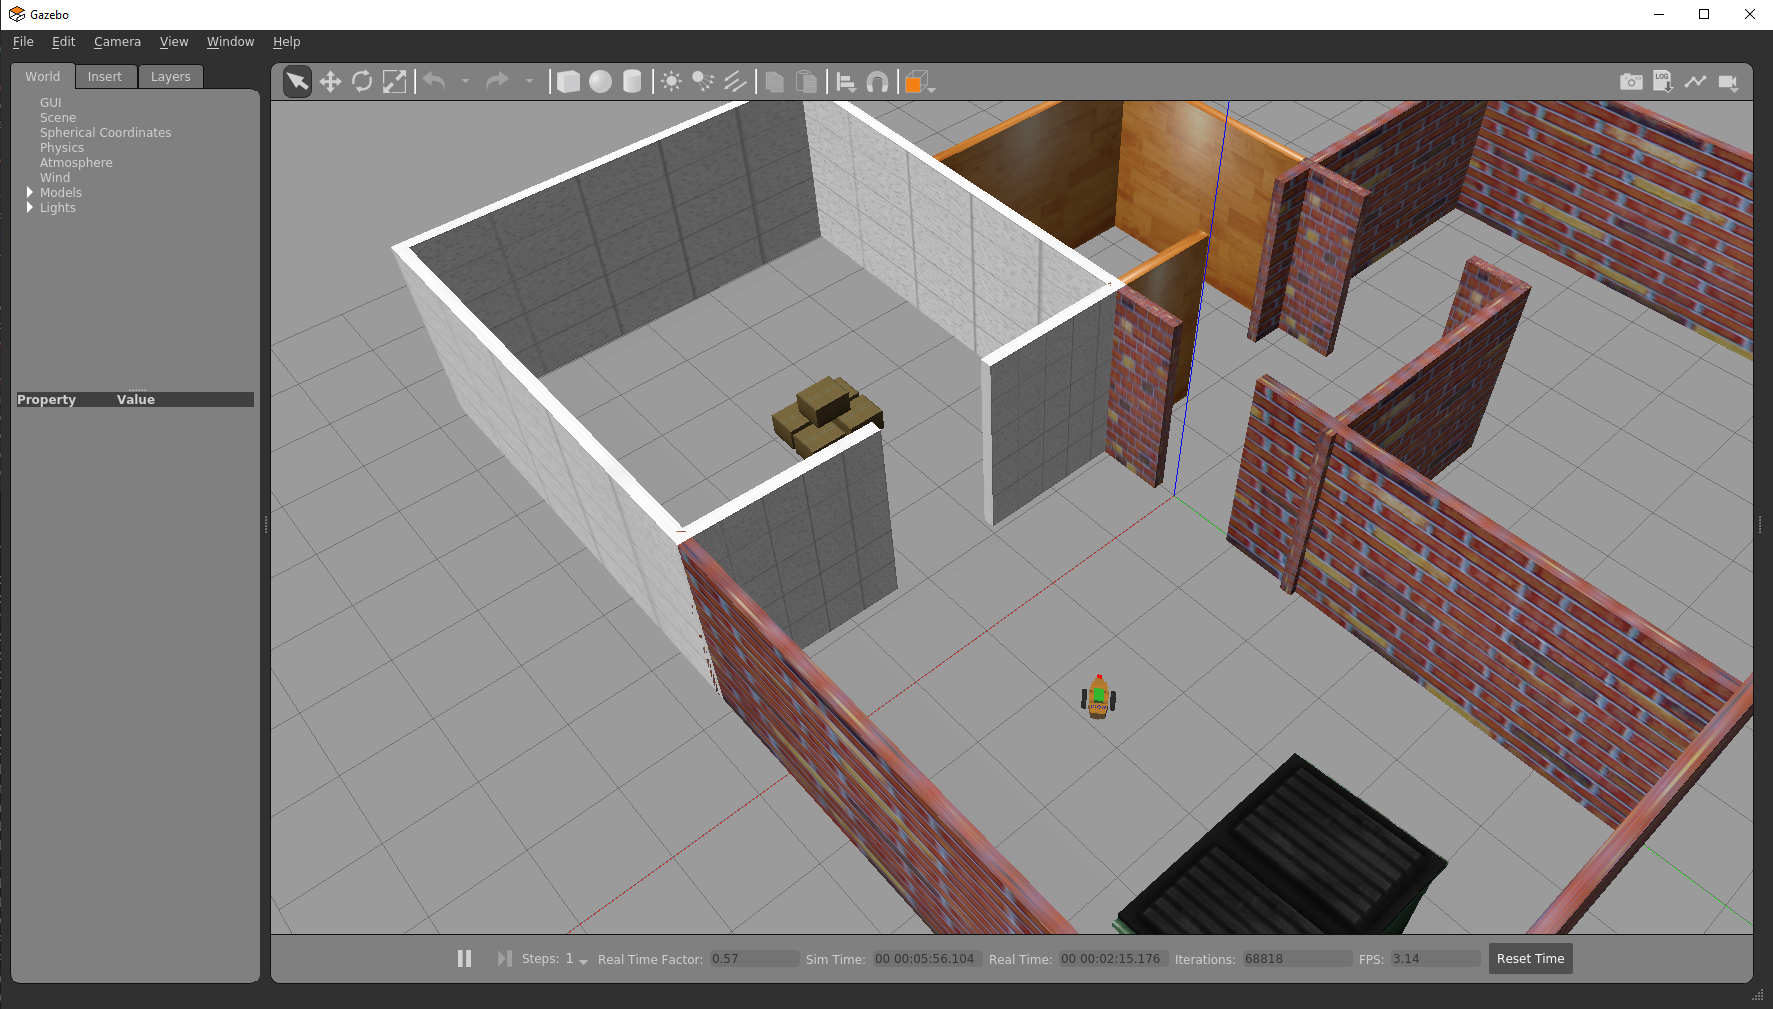 Gazebo
File Edit Camera View Window Help
World Insert Layers
LOG
GUI
Scene
Spherical Coordinates
Physics
Atmosphere
Wind
Models
Lights
Property Value
Steps: 1 Real Time Factor: 0.57 Sim Time: 00 00:05:56.104 Real Time: 00 00:02:15.176 Iterations: 68818 FPS: 3.14 Reset Time